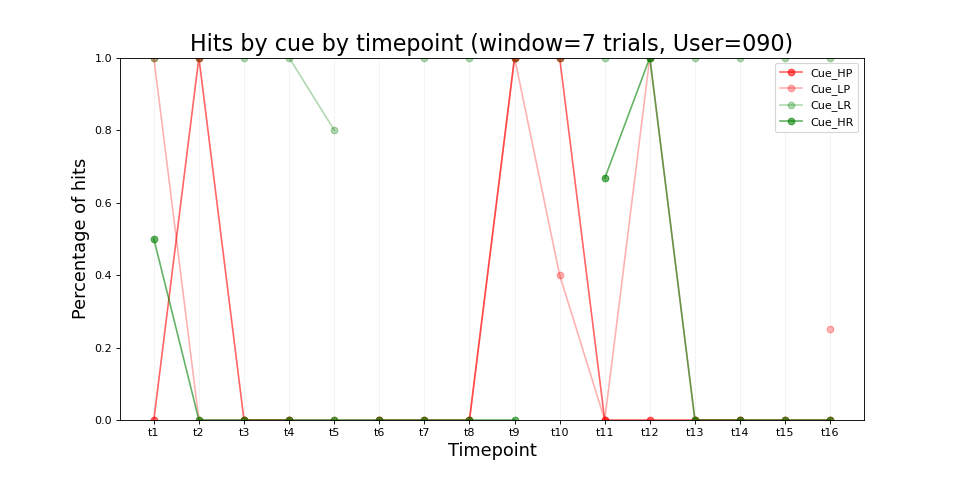 Hits by cue by timepoint (window=7 trials, User=090)
Percentage of hits
1.0
0.8
0.6
0.4
0.2
0.0
Cue_HP
Cue_LP
Cue_LR
Cue_HR
t1 t2 t3 t4 t5 t6 t7 t8 t9 t10 t11 t12 t13 t14 t15 t16
Timepoint